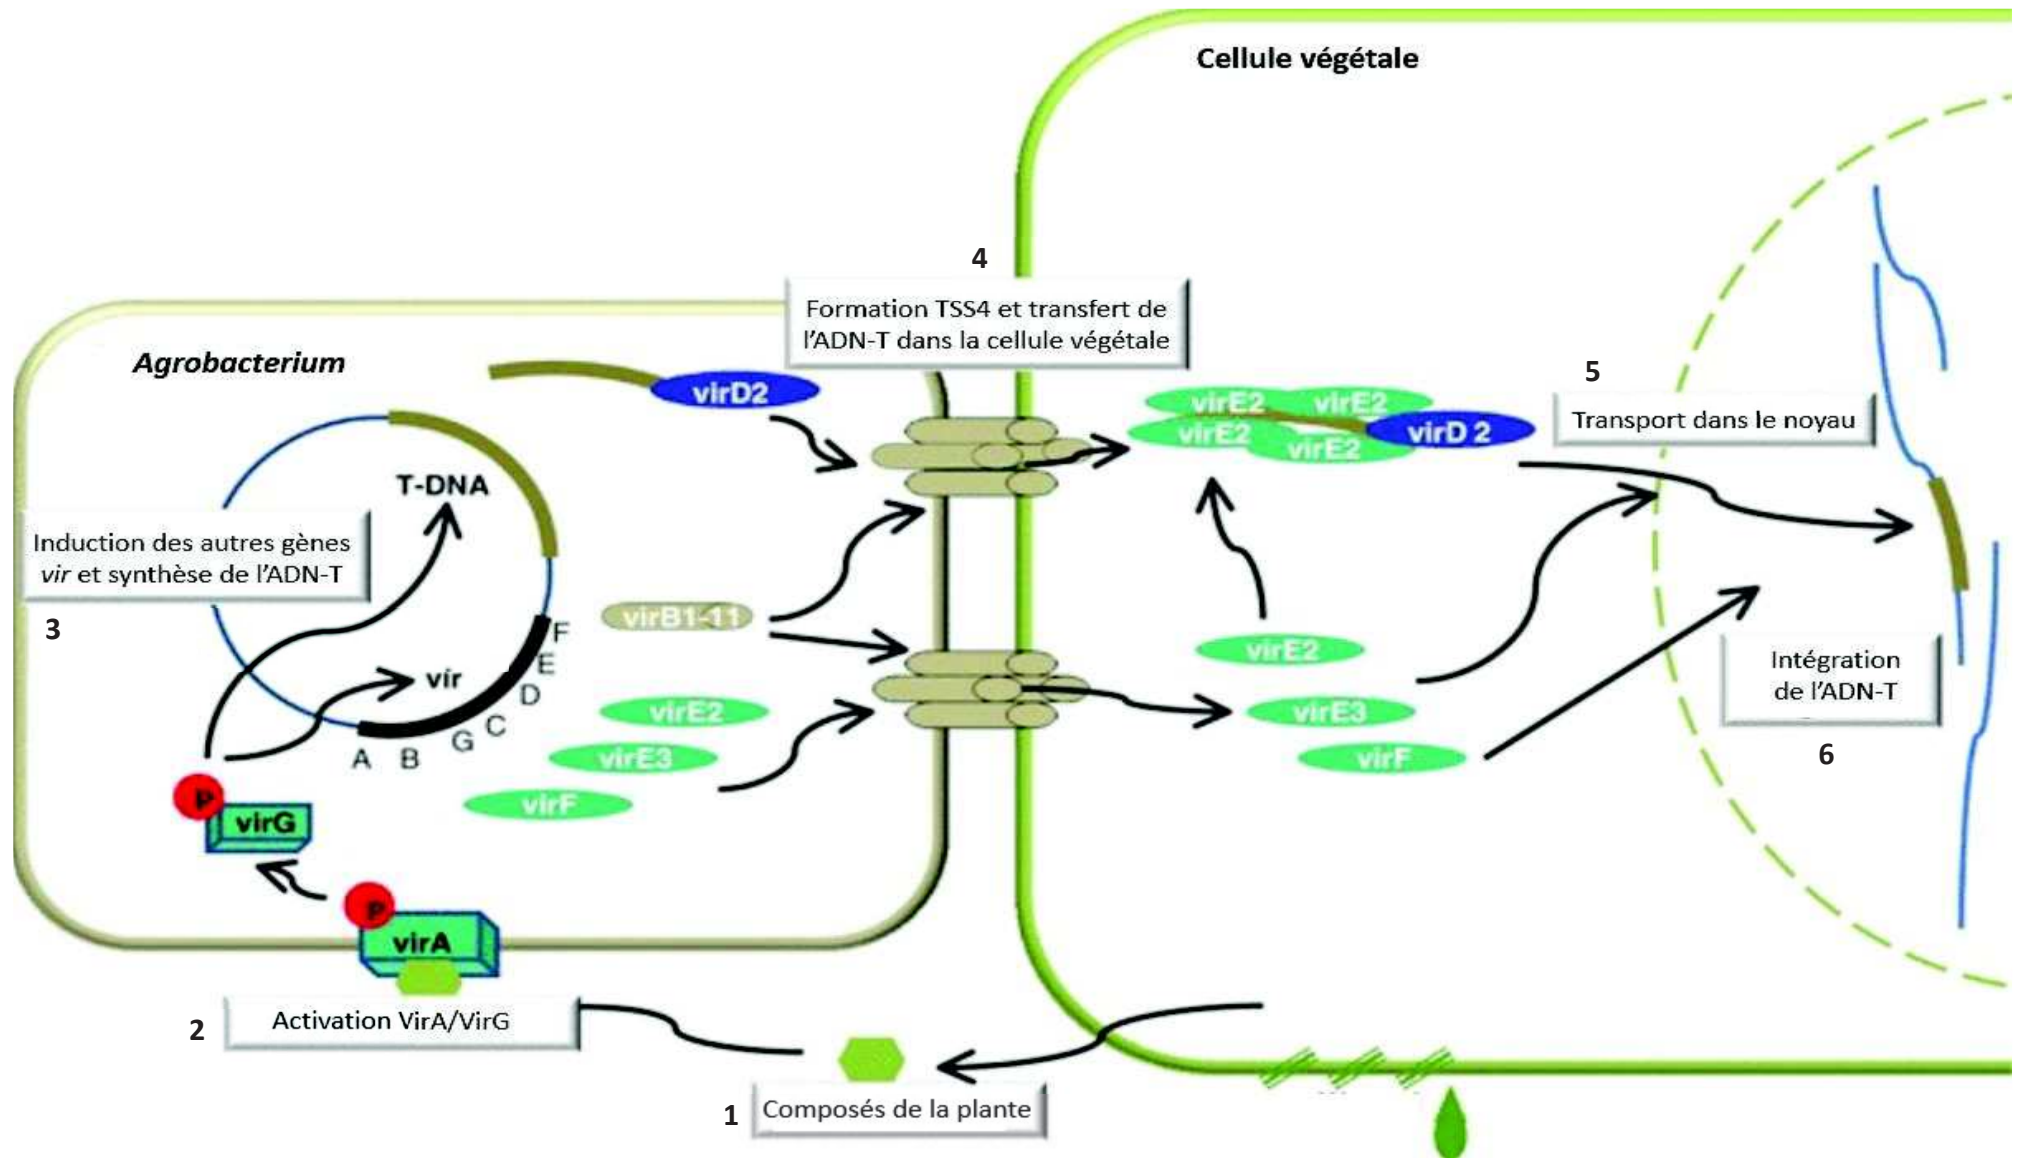 Cellule végétale
4
Formation TSS4 et transfert de
l'ADN-T dans la cellule végétale
Agrobacterium
virD2
virE2
virE2
virE2
virE2
virD 2
5
Transport dans le noyau
T-DNA
Induction des autres gènes
vir et synthèse de l'ADN-T
3
virB1-11
F
E
D
C
G
B
A
vir
virE2
virE3
virF
virE2
virE3
virF
Intégration
de l'ADN-T
6
P
virG
P
virA
2
Activation VirA/VirG
1
Composés de la plante